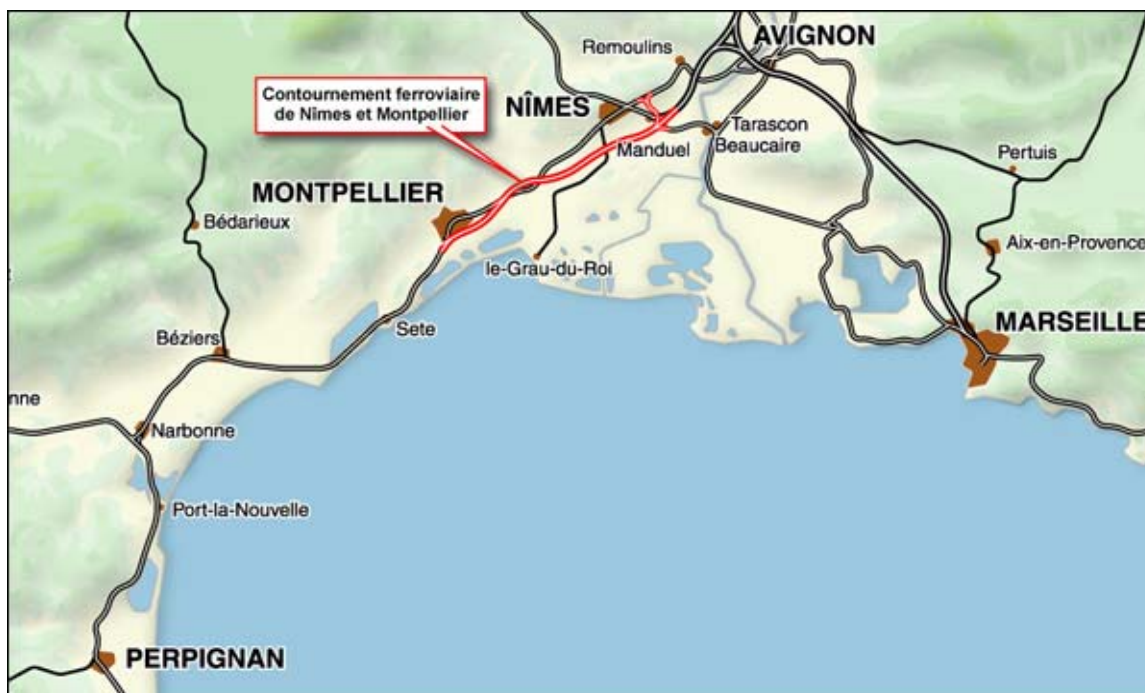 Remoulins
AVIGNON
Contournement ferroviaire
de Nîmes et Montpellier
NÎMES
Tarascon
Manduel
Beaucaire
Pertuis
MONTPELLIER
Bédarieux
Aix-en-Provence
le-Grau-du-Roi
Sete
MARSEILLE
Béziers
nne
Narbonne
Port-la-Nouvelle
PERPIGNAN